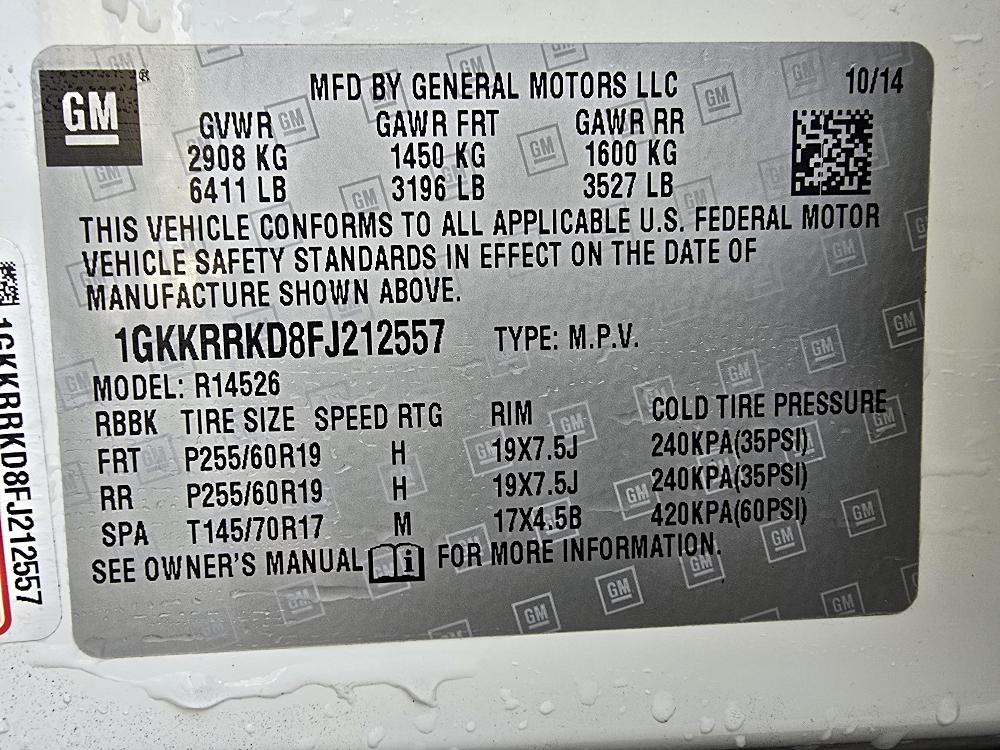 GM ®
MFD BY GENERAL MOTORS LLC 10/14
GVWR GAWR FRT GAWR RR
2908 KG 1450 KG 1600 KG
6411 LB 3196 LB 3527 LB
THIS VEHICLE CONFORMS TO ALL APPLICABLE U.S. FEDERAL MOTOR
VEHICLE SAFETY STANDARDS IN EFFECT ON THE DATE OF
MANUFACTURE SHOWN ABOVE.
1GKKRRKD8FJ212557 TYPE: M.P.V.
MODEL: R14526
RBBK TIRE SIZE SPEED RTG RIM COLD TIRE PRESSURE
FRT P255/60R19 H 19X7.5J 240KPA(35PSI)
RR P255/60R19 H 19X7.5J 240KPA(35PSI)
SPA T145/70R17 M 17X4.5B 420KPA(60PSI)
SEE OWNER'S MANUAL i FOR MORE INFORMATION.
1GKKRRKD8FJ212557